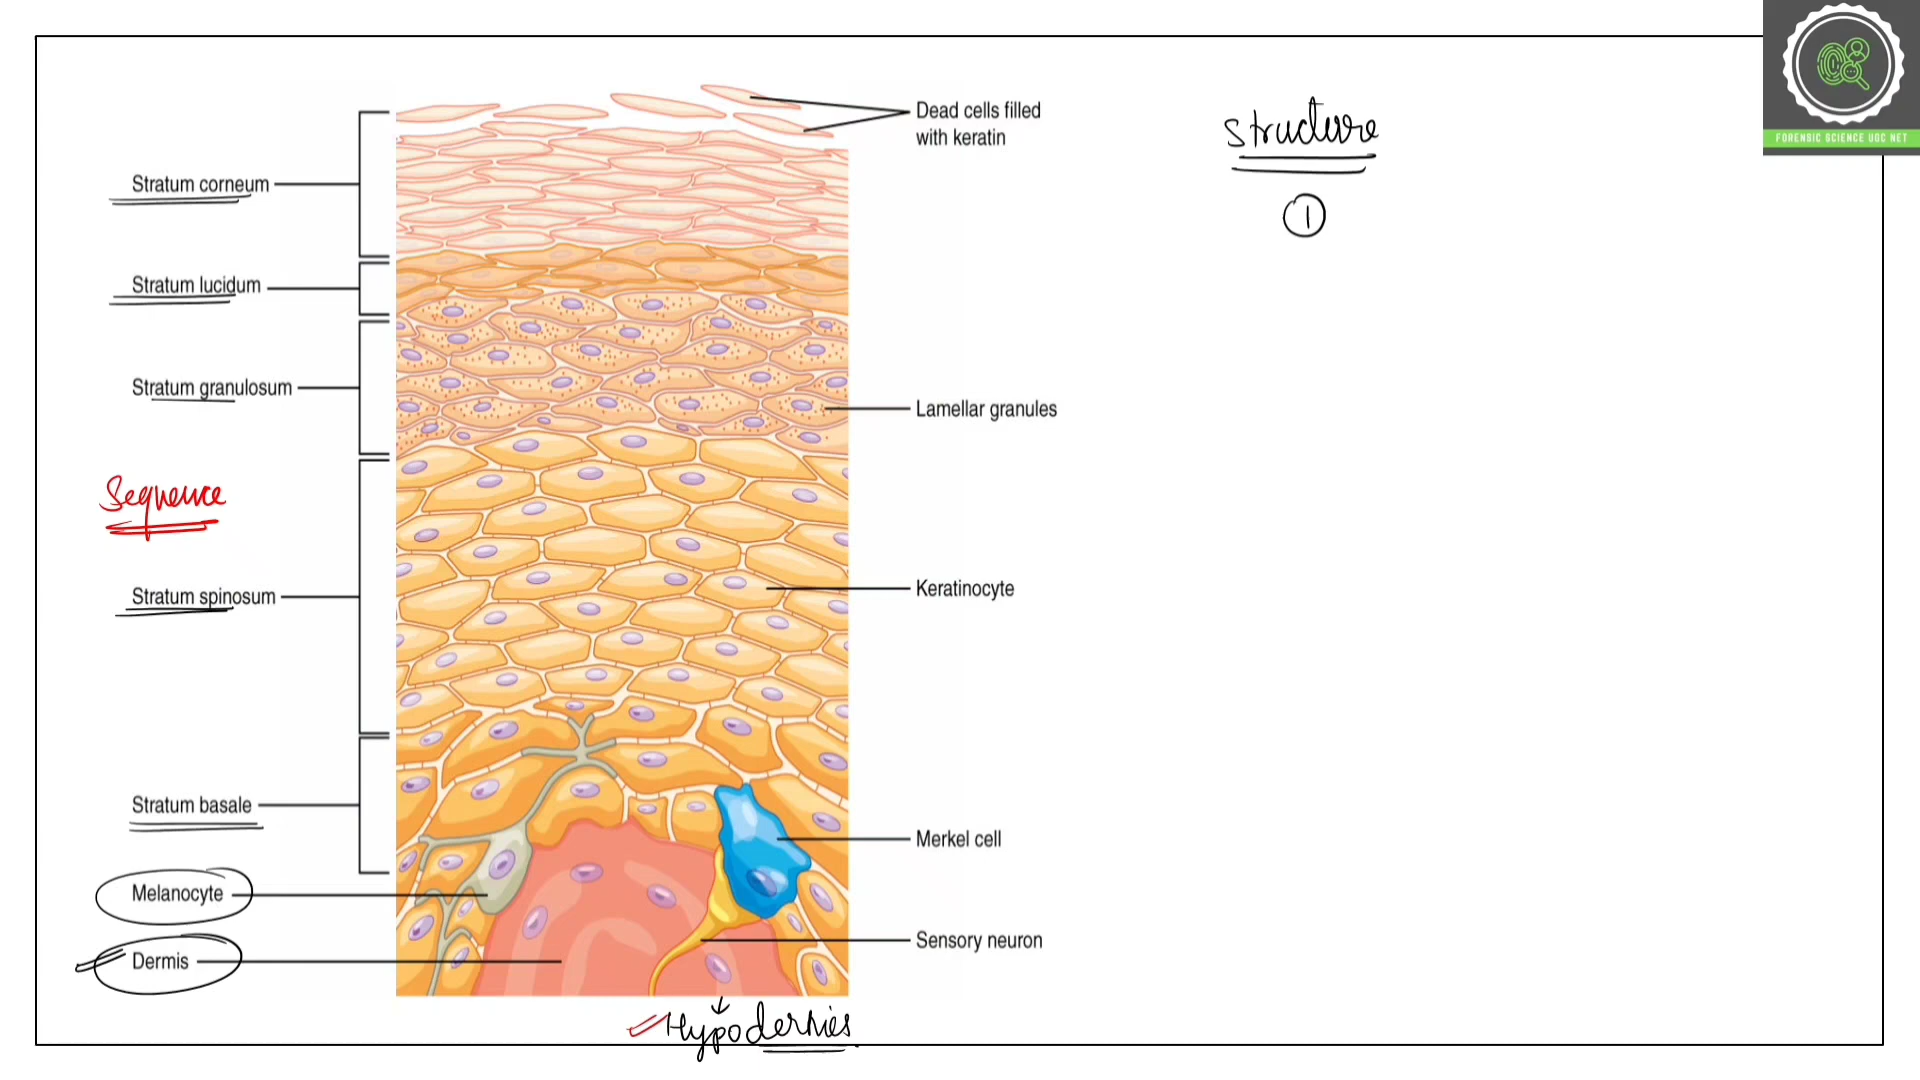 Dead cells filled
with keratin
Structure
1
FORENSIC SCIENCE UGC NET
Stratum corneum
Stratum lucidum
Stratum granulosum
Lamellar granules
Sequence
Stratum spinosum
Keratinocyte
Stratum basale
Merkel cell
Melanocyte
Sensory neuron
Dermis
Hypodermies